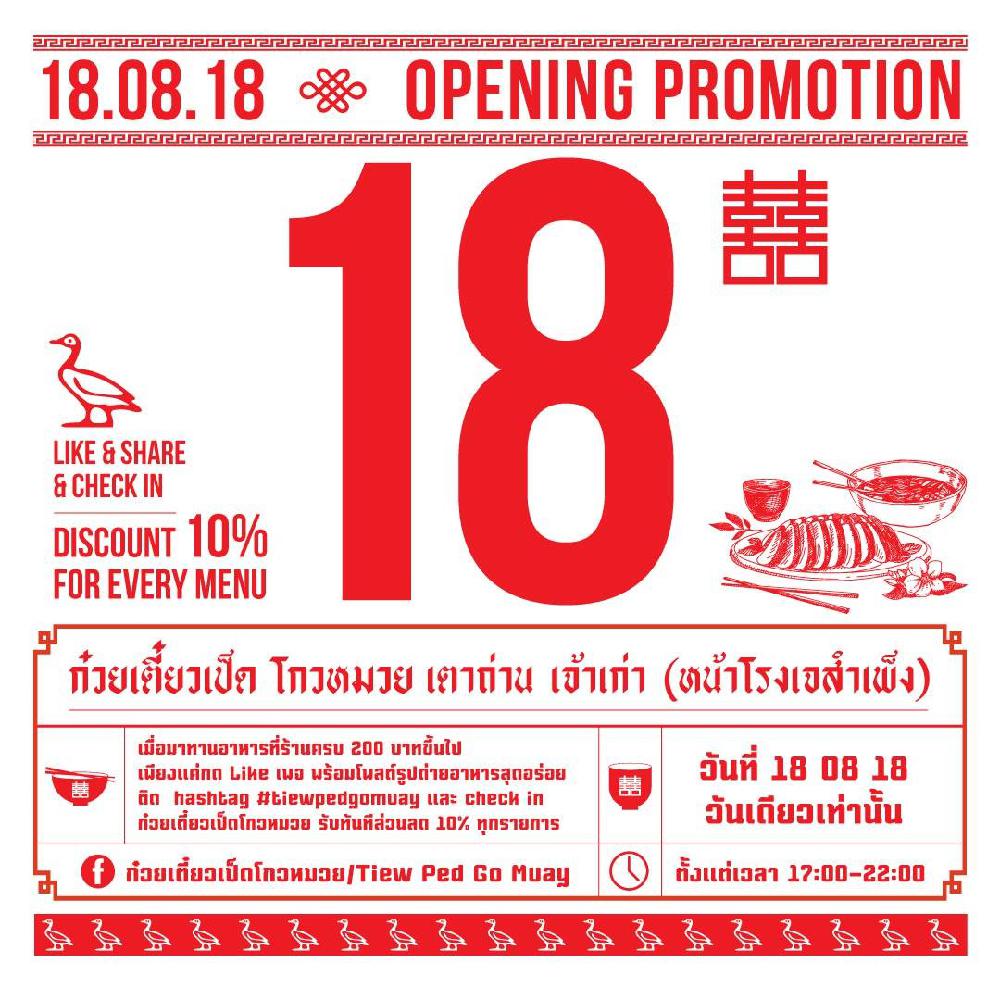 18.08.18 OPENING PROMOTION
18
囍
LIKE & SHARE
& CHECK IN
DISCOUNT 10%
FOR EVERY MENU
ก๋วยเตี๋ยวเป็ด โกวหมวย เตาถ่าน เจ้าเก่า (หน้าโรงเจสำเพ็ง)
เมื่อมาทานอาหารที่ร้านครบ 200 บาทขึ้นไป
เพียงแค่กด Like เพจ พร้อมโพสต์รูปถ่ายอาหารสุดอร่อย
ติด hashtag #tiewpedgomuay และ check in
ก๋วยเตี๋ยวเป็ดโกวหมวย รับทันทีส่วนลด 10% ทุกรายการ
囍
囍
วันที่ 18 08 18
วันเดียวเท่านั้น
f ก๋วยเตี๋ยวเป็ดโกวหมวย/Tiew Ped Go Muay
ตั้งแต่เวลา 17:00-22:00